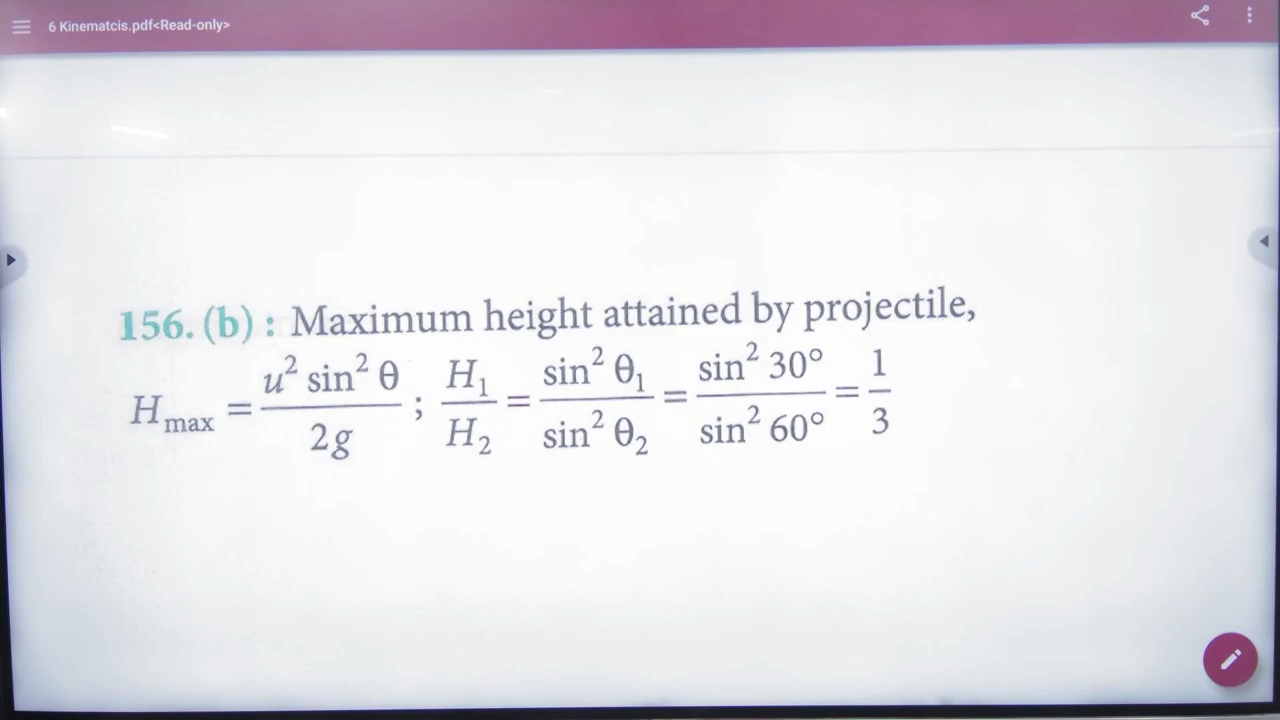 6 Kinematcis.pdf<Read-only>
156. (b) : Maximum height attained by projectile,
H_max = u² sin² θ / 2g ; H₁ / H₂ = sin² θ₁ / sin² θ₂ = sin² 30° / sin² 60° = 1 / 3